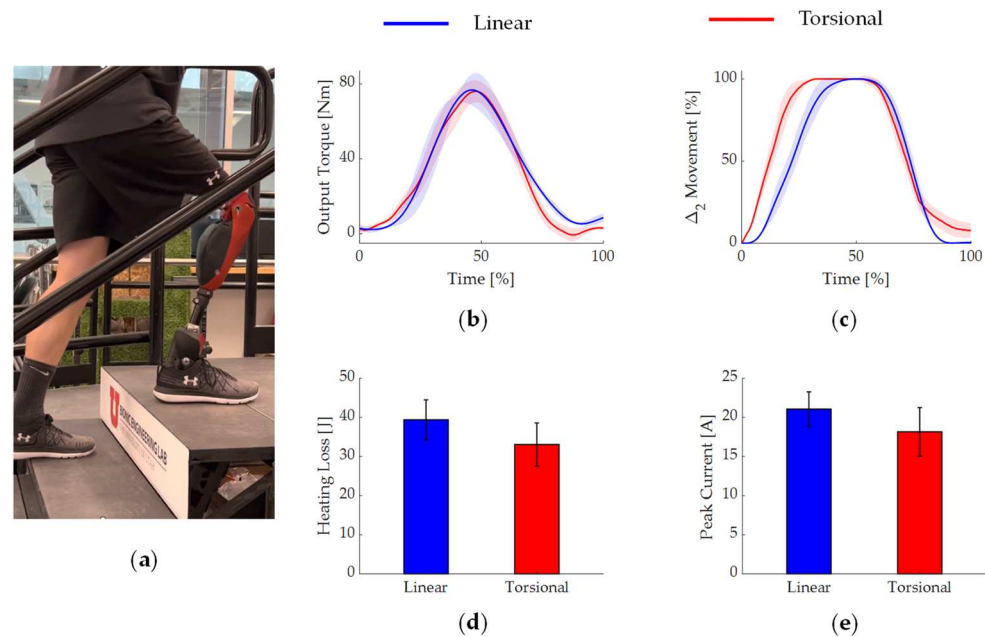 Linear
Torsional
Output Torque [Nm]
80
40
0
0
50
100
Time [%]
(b)
Δ2 Movement [%]
100
50
0
0
50
100
Time [%]
(c)
BIONIC ENGINEERING LAB
(a)
Heating Loss [J]
50
40
30
20
10
0
Linear
Torsional
(d)
Peak Current [A]
25
20
15
10
5
0
Linear
Torsional
(e)